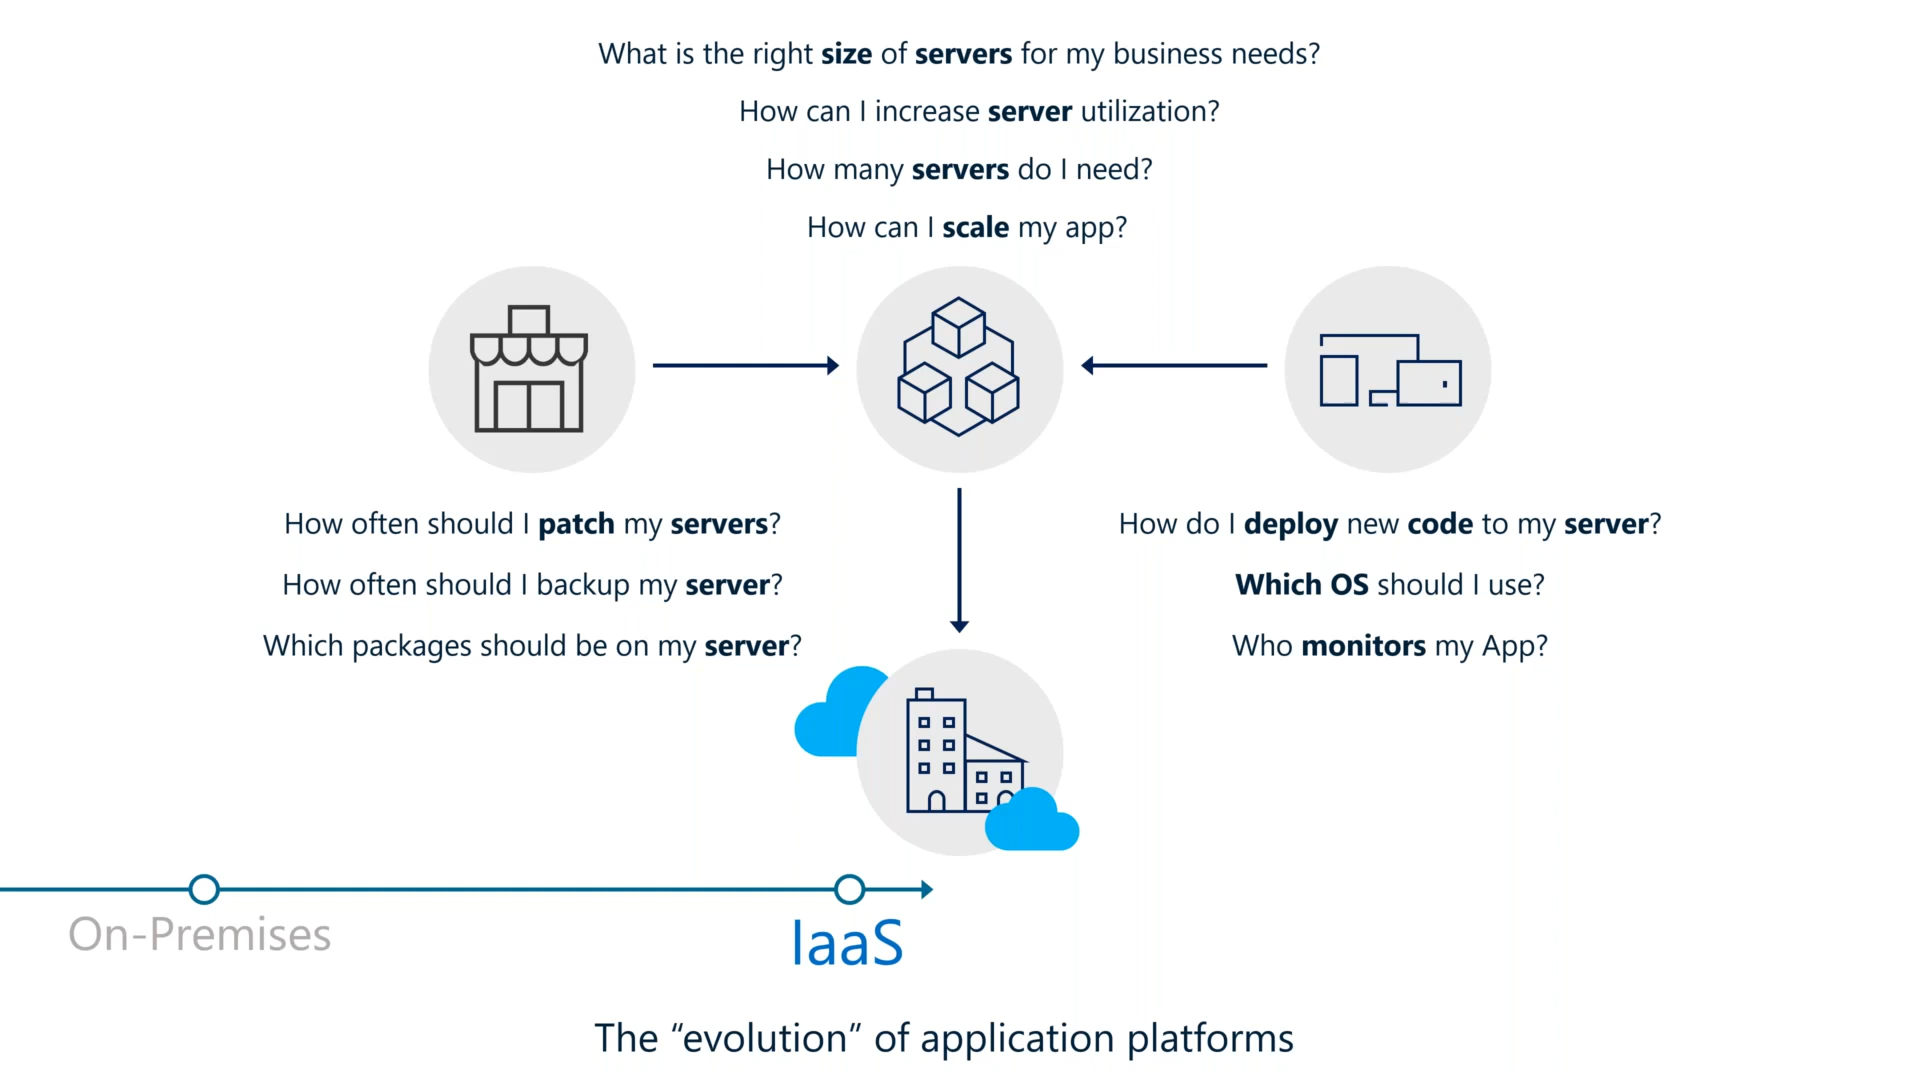 What is the right size of servers for my business needs?
How can I increase server utilization?
How many servers do I need?
How can I scale my app?
How often should I patch my servers?
How often should I backup my server?
Which packages should be on my server?
How do I deploy new code to my server?
Which OS should I use?
Who monitors my App?
On-Premises
IaaS
The “evolution” of application platforms